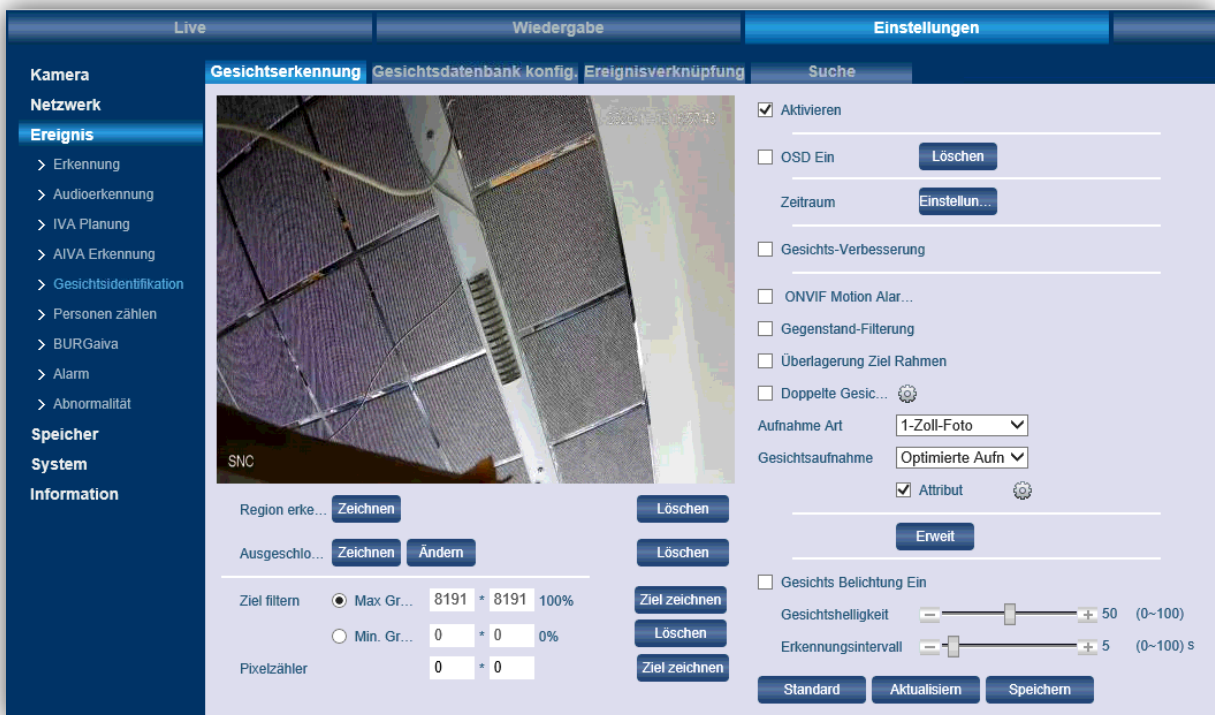 Live Wiedergabe Einstellungen
Gesichtserkennung Gesichtsdatenbank konfig. Ereignisverknüpfung Suche
Kamera
Netzwerk
Ereignis
> Erkennung
> Audioerkennung
> IVA Planung
> AIVA Erkennung
> Gesichtsidentifikation
> Personen zählen
> BURGaiva
> Alarm
> Abnormalität
Speicher
System
Information
SNC
Region erke... Zeichnen Löschen
Ausgeschlo... Zeichnen Ändern Löschen
Ziel filtern Max Gr... 8191 * 8191 100% Ziel zeichnen
Min. Gr... 0 * 0 0% Löschen
Pixelzähler 0 * 0 Ziel zeichnen
Aktivieren
OSD Ein Löschen
Zeitraum Einstellun...
Gesichts-Verbesserung
ONVIF Motion Alar...
Gegenstand-Filterung
Überlagerung Ziel Rahmen
Doppelte Gesic...
Aufnahme Art 1-Zoll-Foto
Gesichtsaufnahme Optimierte Aufn
Attribut
Erweit
Gesichts Belichtung Ein
Gesichtshelligkeit 50 (0~100)
Erkennungsintervall 5 (0~100) s
Standard Aktualisiern Speichern